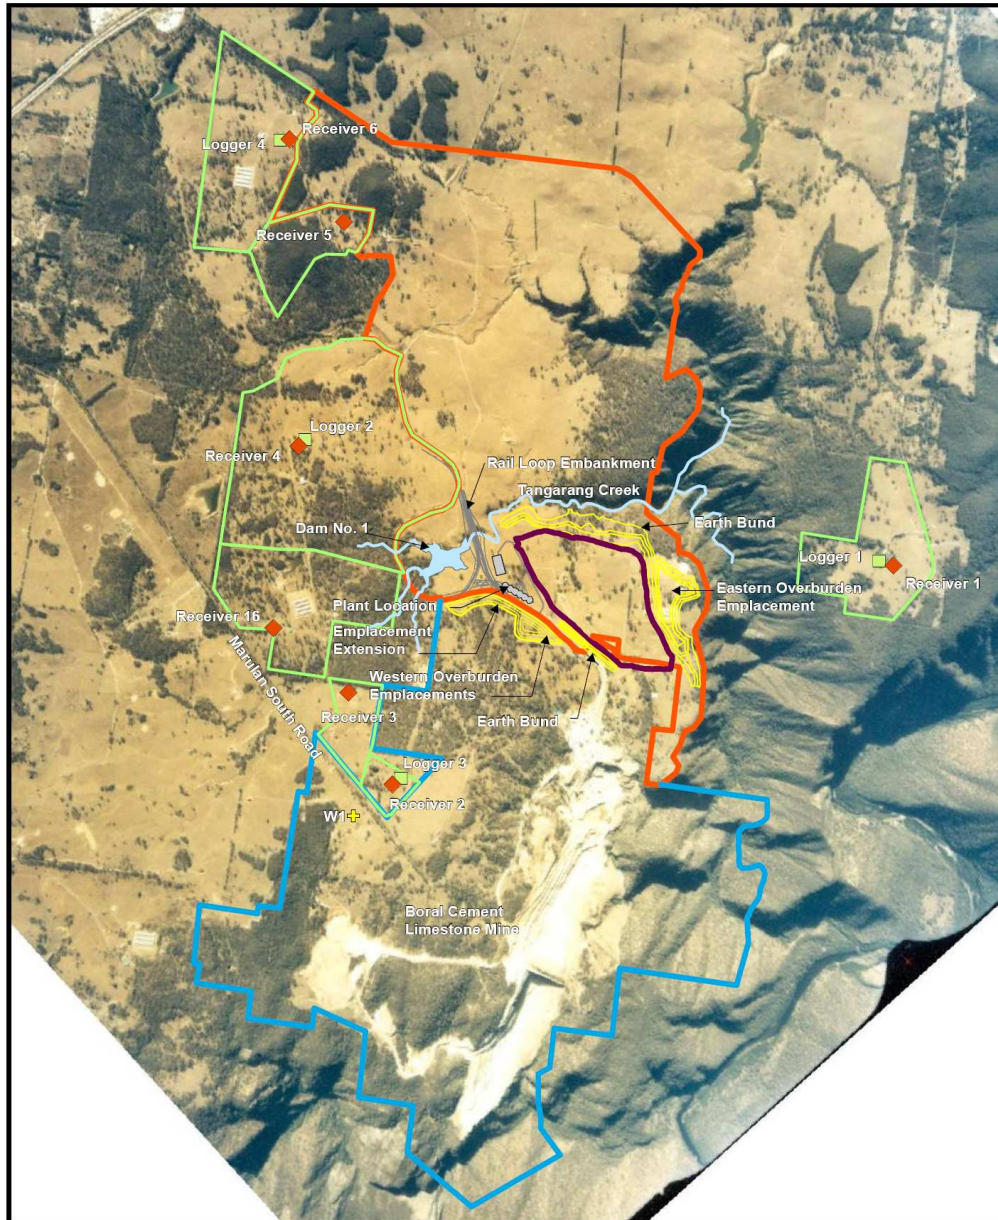 Receiver 6
Logger 4
Receiver 5
Logger 2
Receiver 4
Rail Loop Embankment
Tangarang Creek
Dam No. 1
Earth Bund
Logger 1
Receiver 1
Eastern Overburden
Emplacement
Plant Location
Receiver 16
Emplacement
Extension
Marulan South Road
Western Overburden
Emplacements
Receiver 3
Earth Bund
Logger 3
Receiver 2
W1
Boral Cement
Limestone Mine